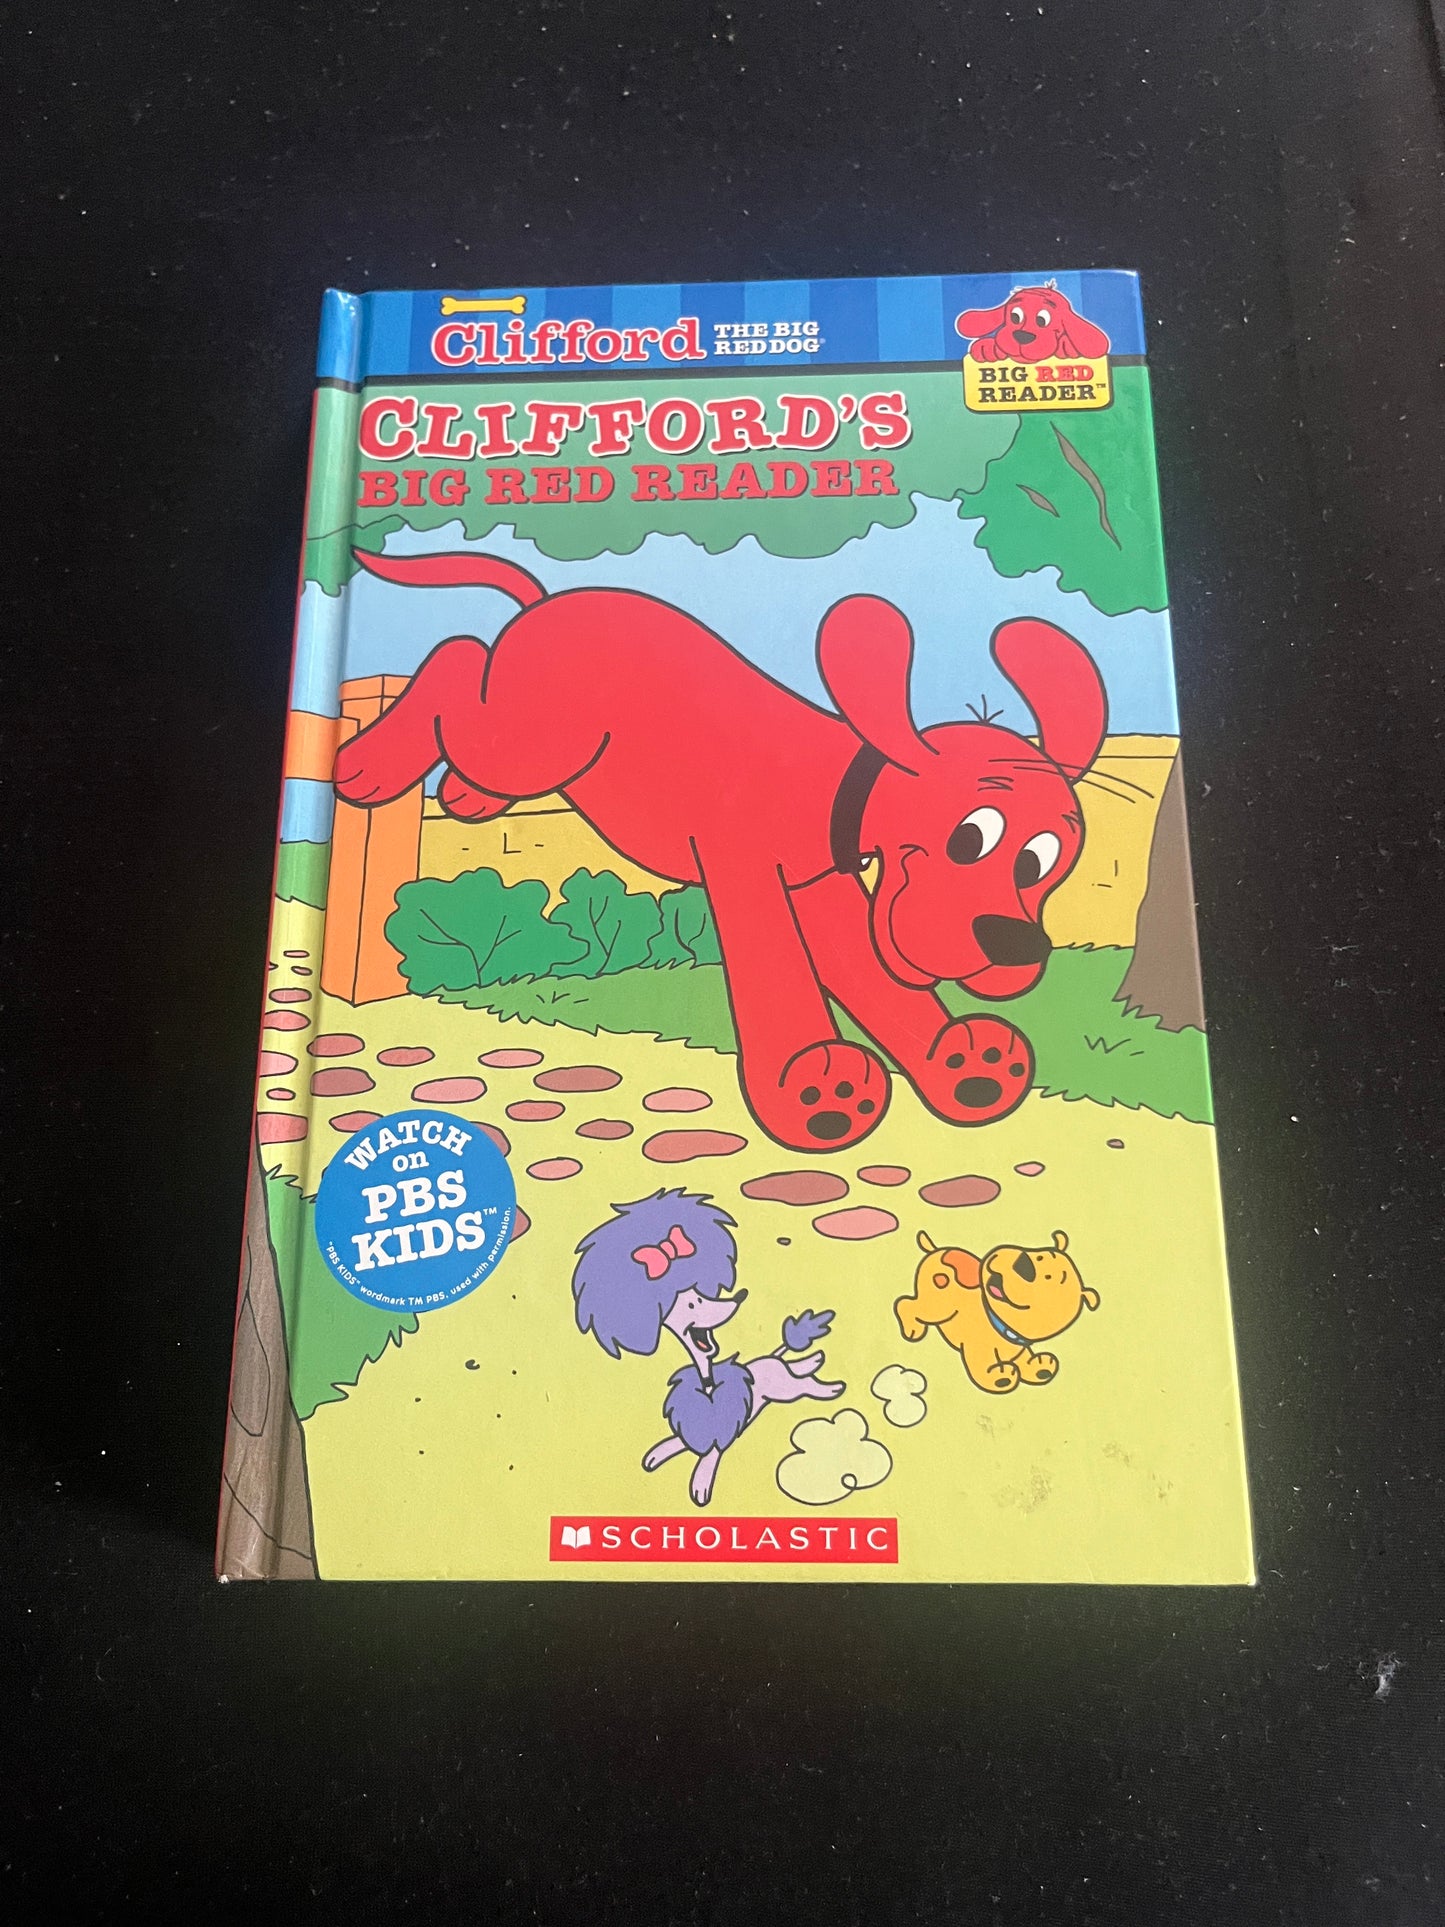 Clifford THE BIG
RED DOG®
BIG RED
READER™
CLIFFORD'S
BIG RED READER
WATCH
on
PBS
KIDS™
"PBS KIDS" wordmark TM PBS, used with permission.
SCHOLASTIC